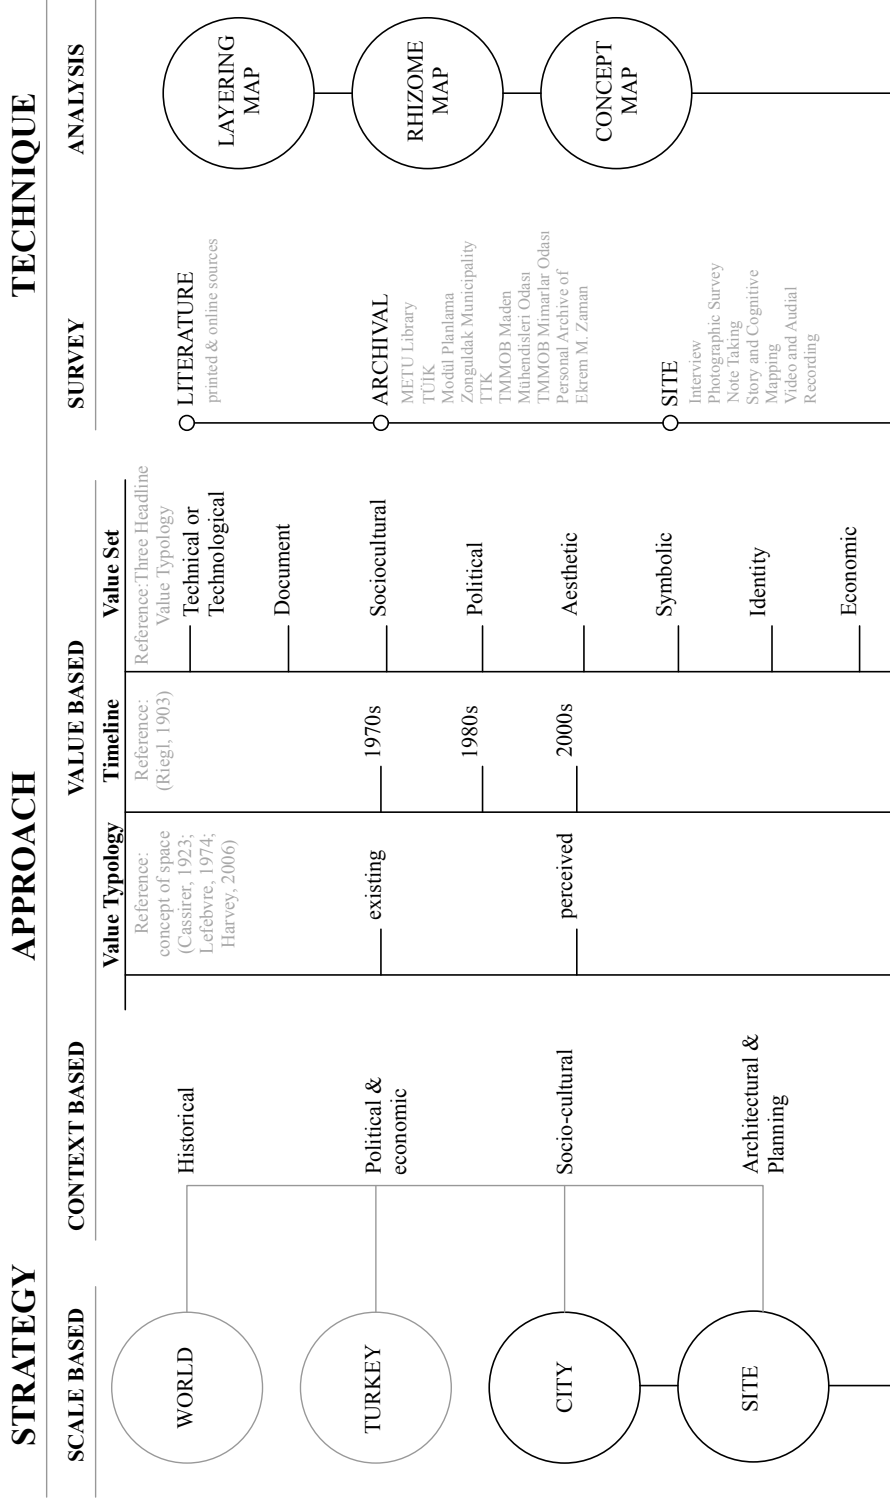 STRATEGY
APPROACH
TECHNIQUE
SCALE BASED
CONTEXT BASED
VALUE BASED
SURVEY
ANALYSIS
WORLD
TURKEY
CITY
SITE
Historical
Political &
economic
Socio-cultural
Architectural &
Planning
Value Typology
Reference:
concept of space
(Cassirer, 1923;
Lefebvre, 1974;
Harvey, 2006)
existing
perceived
Timeline
Reference:
(Riegl, 1903)
1970s
1980s
2000s
Value Set
Reference:Three Headline
Value Typology
Technical or
Technological
Document
Sociocultural
Political
Aesthetic
Symbolic
Identity
Economic
LITERATURE
printed & online sources
ARCHIVAL
METU Library
TÜİK
Modül Planlama
Zonguldak Municipality
TTK
TMMOB Maden
Mühendisleri Odası
TMMOB Mimarlar Odası
Personal Archive of
Ekrem M. Zaman
SITE
Interview
Photographic Survey
Note Taking
Story and Cognitive
Mapping
Video and Audial
Recording
LAYERING
MAP
RHIZOME
MAP
CONCEPT
MAP